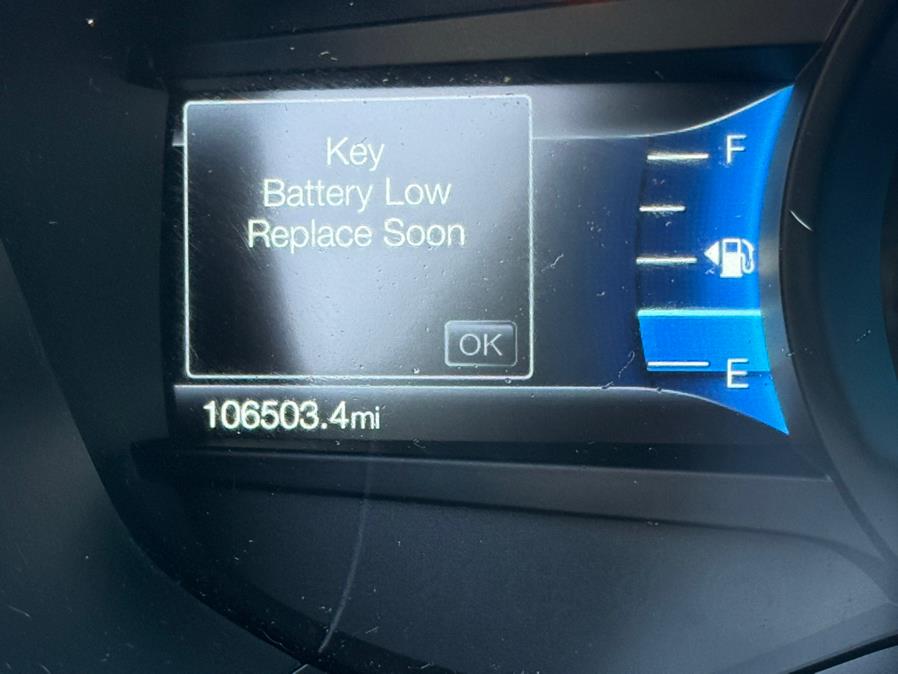 Key
Battery Low
Replace Soon
OK
106503.4mi
F
E